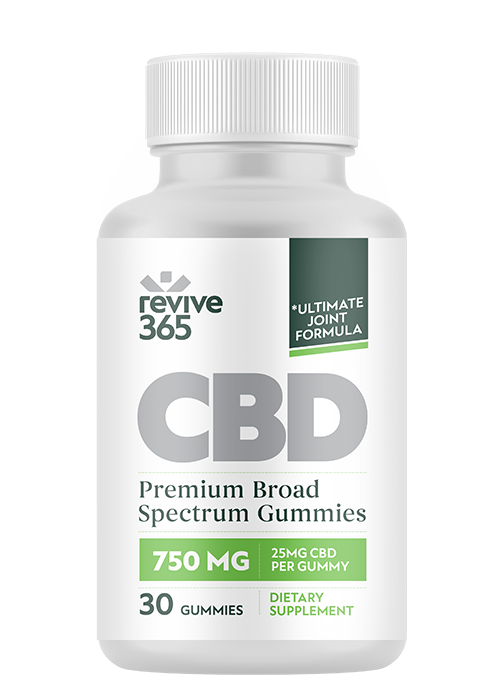 revive
365
*ULTIMATE
JOINT
FORMULA
CBD
Premium Broad
Spectrum Gummies
750 MG
25MG CBD
PER GUMMY
30 GUMMIES
DIETARY
SUPPLEMENT